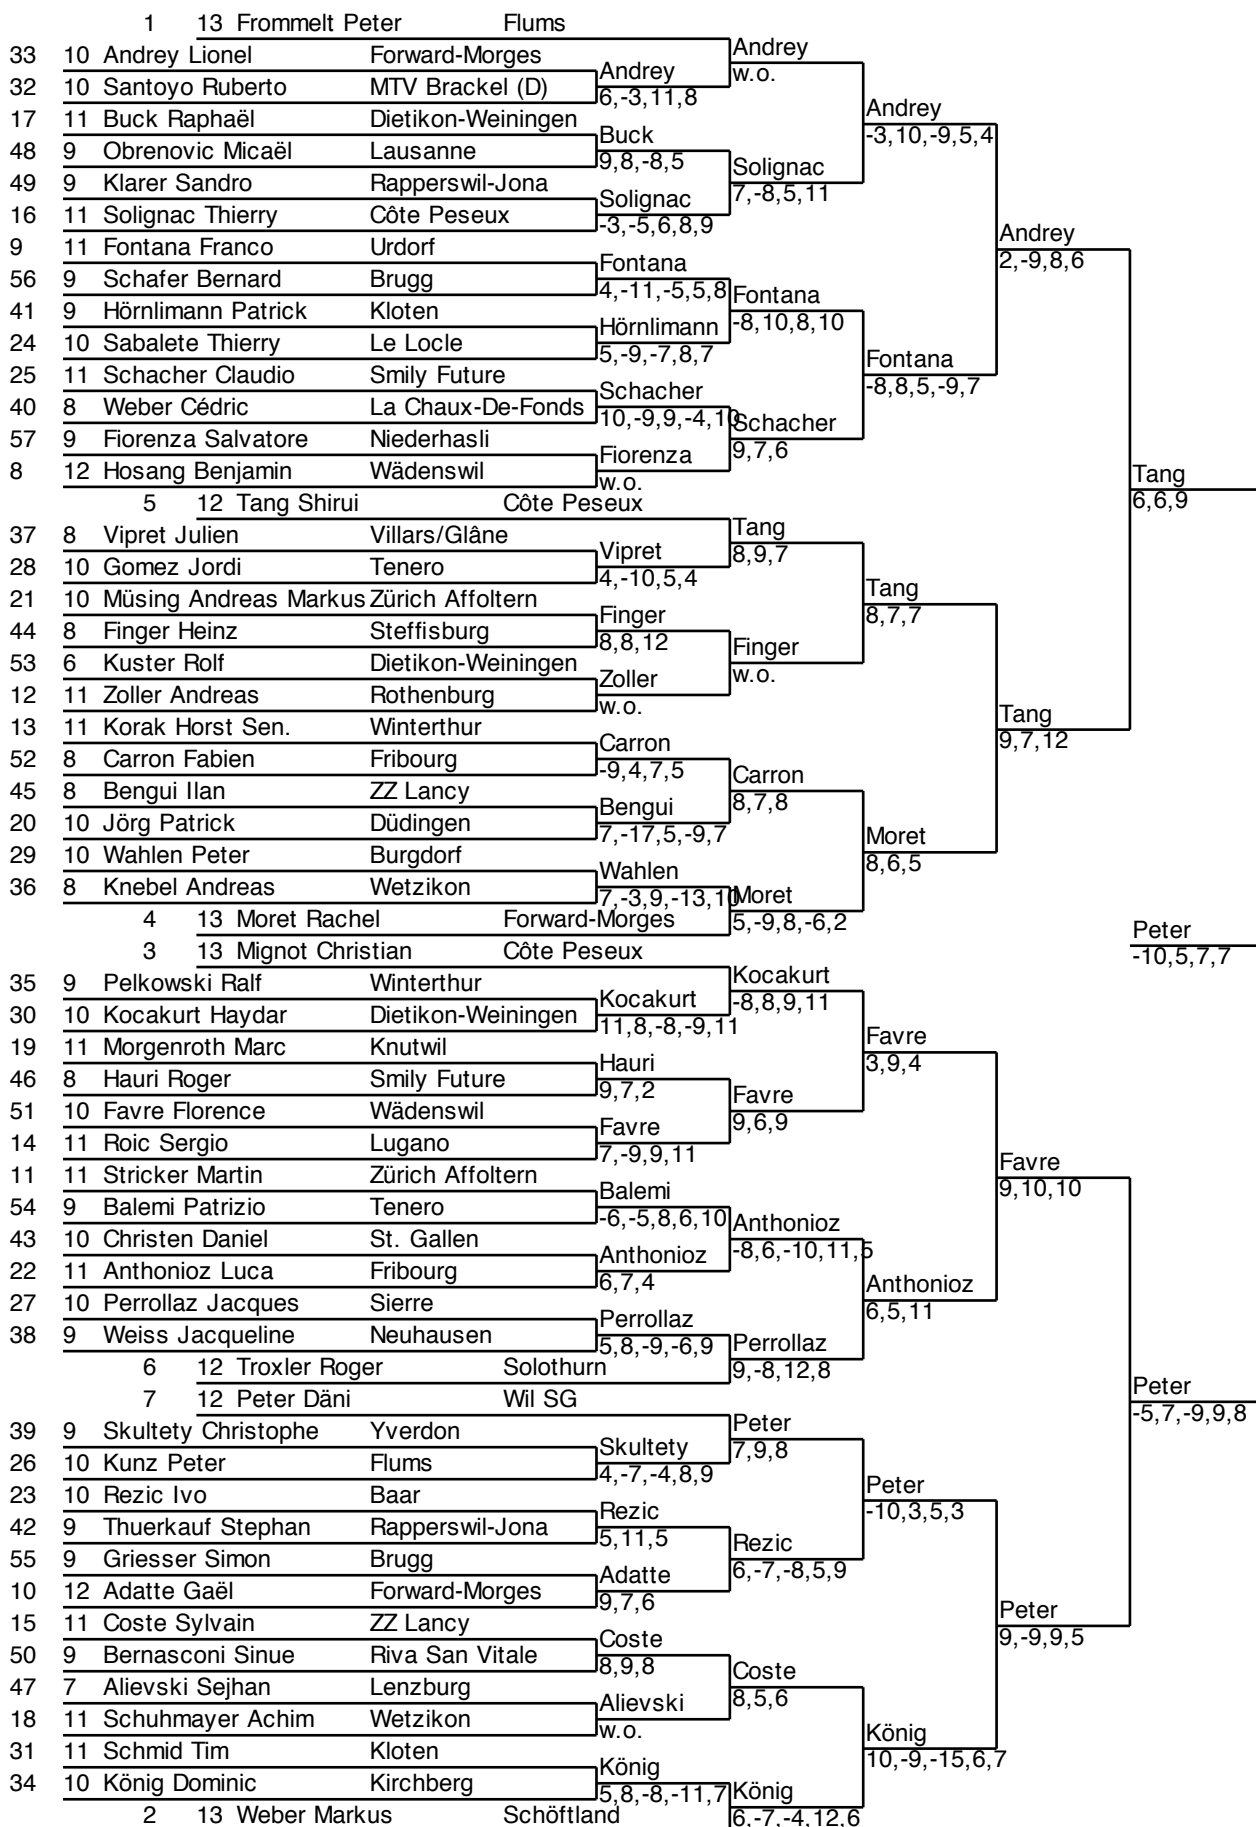 1 13 Frommelt Peter Flums
Andrey
33 10 Andrey Lionel Forward-Morges
Andrey w.o.
32 10 Santoyo Ruberto MTV Brackel (D) 6,-3,11,8
Andrey
17 11 Buck Raphaël Dietikon-Weiningen
Buck -3,10,-9,5,4
48 9 Obrenovic Micaël Lausanne 9,8,-8,5
Solignac
49 9 Klarer Sandro Rapperswil-Jona 7,-8,5,11
Solignac
16 11 Solignac Thierry Côte Peseux -3,-5,6,8,9
Andrey
9 11 Fontana Franco Urdorf 2,-9,8,6
Fontana
56 9 Schafer Bernard Brugg 4,-11,-5,5,8
Fontana
41 9 Hörnlimann Patrick Kloten -8,10,8,10
Hörnlimann
24 10 Sabalete Thierry Le Locle 5,-9,-7,8,7
Fontana
25 11 Schacher Claudio Smily Future -8,8,5,-9,7
Schacher
40 8 Weber Cédric La Chaux-De-Fonds 10,-9,9,-4,10
Schacher
57 9 Fiorenza Salvatore Niederhasli 9,7,6
Fiorenza
8 12 Hosang Benjamin Wädenswil w.o.
Tang
5 12 Tang Shirui Côte Peseux 6,6,9
Tang
37 8 Vipret Julien Villars/Glâne
Vipret 8,9,7
28 10 Gomez Jordi Tenero 4,-10,5,4
Tang
21 10 Müsing Andreas Markus Zürich Affoltern
Finger 8,7,7
44 8 Finger Heinz Steffisburg 8,8,12
Finger
53 6 Kuster Rolf Dietikon-Weiningen w.o.
Zoller
12 11 Zoller Andreas Rothenburg w.o.
Tang
13 11 Korak Horst Sen. Winterthur 9,7,12
Carron
52 8 Carron Fabien Fribourg -9,4,7,5
Carron
45 8 Bengui Ilan ZZ Lancy 8,7,8
Bengui
20 10 Jörg Patrick Düdingen 7,-17,5,-9,7
Moret
29 10 Wahlen Peter Burgdorf 8,6,5
Wahlen
36 8 Knebel Andreas Wetzikon 7,-3,9,-13,10
Moret
4 13 Moret Rachel Forward-Morges 5,-9,8,-6,2
Peter
3 13 Mignot Christian Côte Peseux -10,5,7,7
Kocakurt
35 9 Pelkowski Ralf Winterthur
Kocakurt -8,8,9,11
30 10 Kocakurt Haydar Dietikon-Weiningen 11,8,-8,-9,11
Favre
19 11 Morgenroth Marc Knutwil
Hauri 3,9,4
46 8 Hauri Roger Smily Future 9,7,2
Favre
51 10 Favre Florence Wädenswil 9,6,9
Favre
14 11 Roic Sergio Lugano 7,-9,9,11
Favre
11 11 Stricker Martin Zürich Affoltern 9,10,10
Balemi
54 9 Balemi Patrizio Tenero -6,-5,8,6,10
Anthonioz
43 10 Christen Daniel St. Gallen -8,6,-10,11,5
Anthonioz
22 11 Anthonioz Luca Fribourg 6,7,4
Anthonioz
27 10 Perrollaz Jacques Sierre 6,5,11
Perrollaz
38 9 Weiss Jacqueline Neuhausen 5,8,-9,-6,9
Perrollaz
6 12 Troxler Roger Solothurn 9,-8,12,8
Peter
7 12 Peter Däni Wil SG -5,7,-9,9,8
Peter
39 9 Skultety Christophe Yverdon
Skultety 7,9,8
26 10 Kunz Peter Flums 4,-7,-4,8,9
Peter
23 10 Rezic Ivo Baar
Rezic -10,3,5,3
42 9 Thuerkauf Stephan Rapperswil-Jona 5,11,5
Rezic
55 9 Griesser Simon Brugg 6,-7,-8,5,9
Adatte
10 12 Adatte Gaël Forward-Morges 9,7,6
Peter
15 11 Coste Sylvain ZZ Lancy 9,-9,9,5
Coste
50 9 Bernasconi Sinue Riva San Vitale 8,9,8
Coste
47 7 Alievski Sejhan Lenzburg 8,5,6
Alievski
18 11 Schuhmayer Achim Wetzikon w.o.
König
31 11 Schmid Tim Kloten 10,-9,-15,6,7
König
34 10 König Dominic Kirchberg 5,8,-8,-11,7
König
2 13 Weber Markus Schöftland 6,-7,-4,12,6